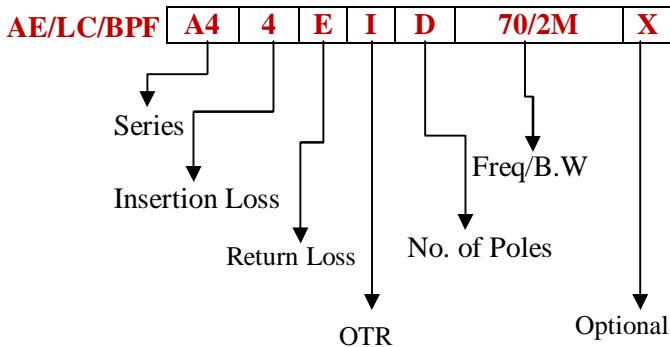 AE/LC/BPF A4 4 E I D 70/2M X
Series
Freq/B.W
Insertion Loss
No. of Poles
Return Loss
Optional
OTR